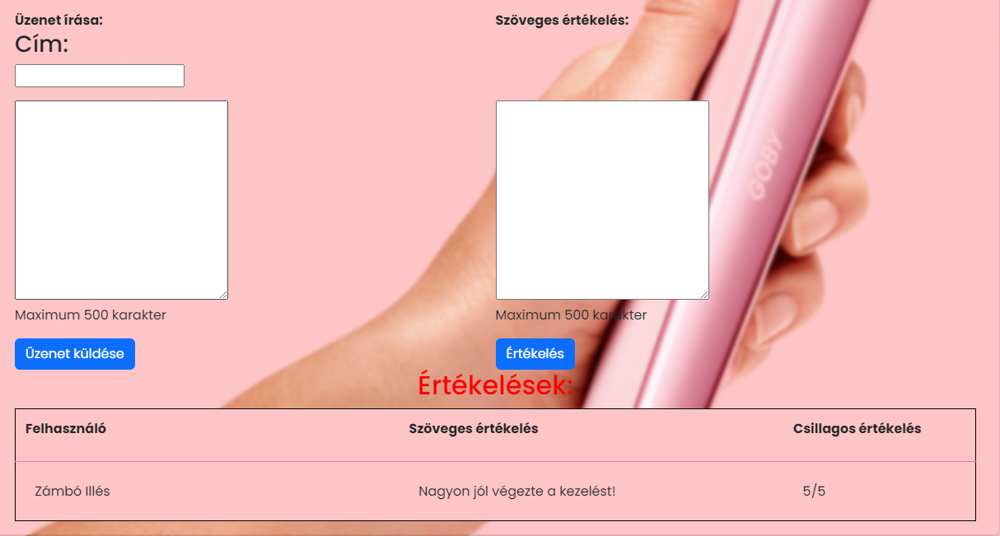 Üzenet írása:
Cím:
Maximum 500 karakter
Üzenet küldése
Szöveges értékelés:
GOBY
Maximum 500 karakter
Értékelés
Értékelések:
Felhasználó Szöveges értékelés Csillagos értékelés
Zámbó Illés Nagyon jól végezte a kezelést! 5/5